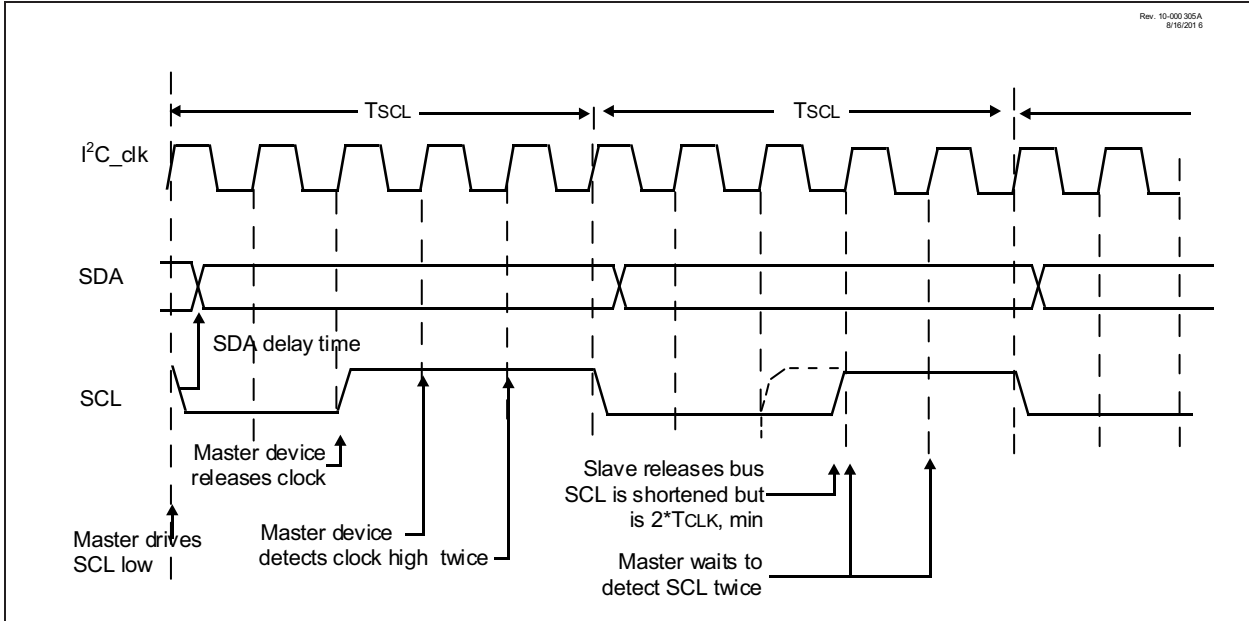 Rev. 10-000 305A
8/16/201 6
TSCL
TSCL
I²C_clk
SDA
SDA delay time
SCL
Master device
releases clock
Slave releases bus
SCL is shortened but
is 2*TCLK, min
Master drives
SCL low
Master device
detects clock high twice
Master waits to
detect SCL twice